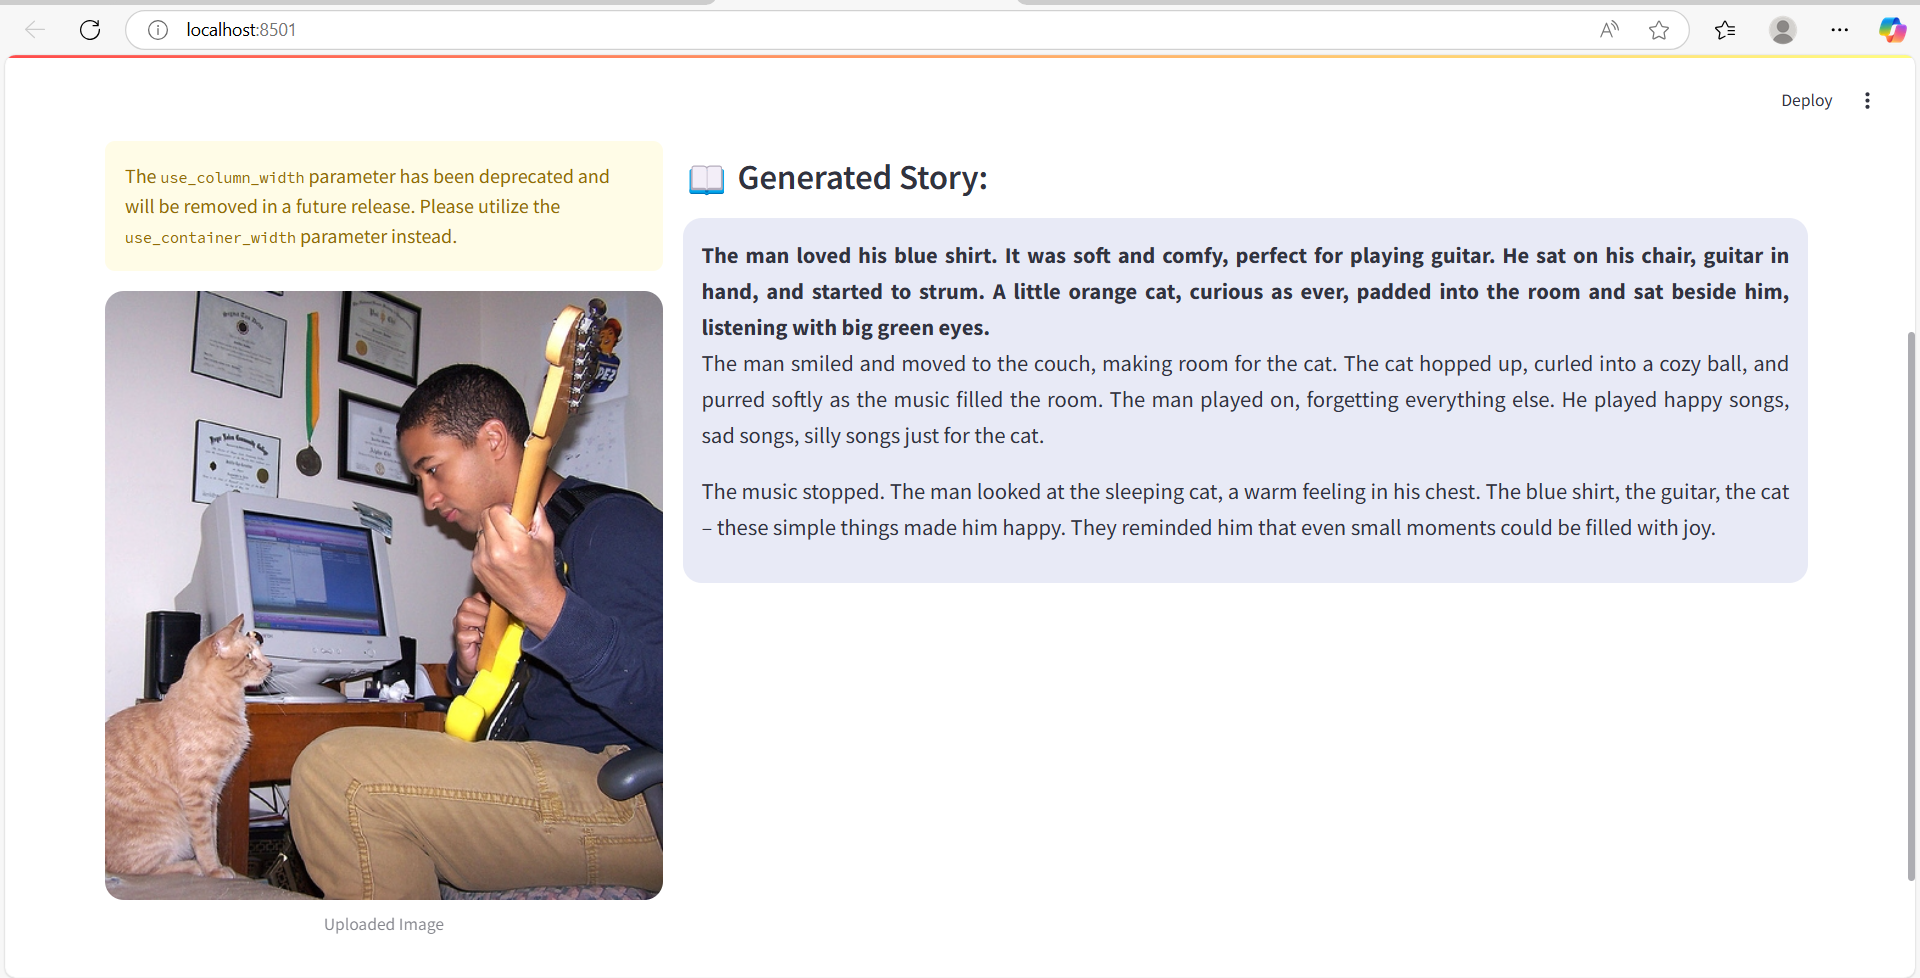 localhost:8501
Deploy
The use_column_width parameter has been deprecated and
will be removed in a future release. Please utilize the
use_container_width parameter instead.
📖 Generated Story:
The man loved his blue shirt. It was soft and comfy, perfect for playing guitar. He sat on his chair, guitar in
hand, and started to strum. A little orange cat, curious as ever, padded into the room and sat beside him,
listening with big green eyes.
The man smiled and moved to the couch, making room for the cat. The cat hopped up, curled into a cozy ball, and
purred softly as the music filled the room. The man played on, forgetting everything else. He played happy songs,
sad songs, silly songs just for the cat.
The music stopped. The man looked at the sleeping cat, a warm feeling in his chest. The blue shirt, the guitar, the cat
– these simple things made him happy. They reminded him that even small moments could be filled with joy.
PEZ
Uploaded Image